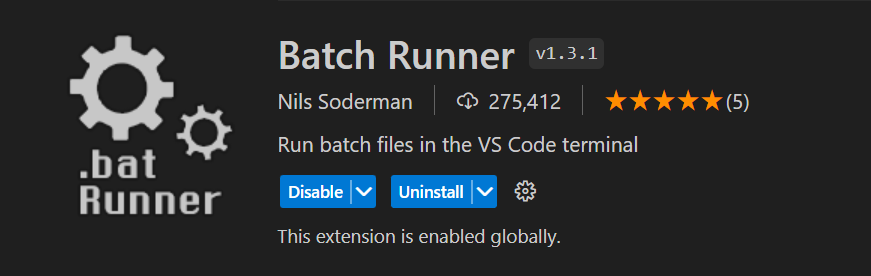 .bat
Runner
Batch Runner v1.3.1
Nils Soderman 275,412 ★★★★★(5)
Run batch files in the VS Code terminal
Disable Uninstall
This extension is enabled globally.